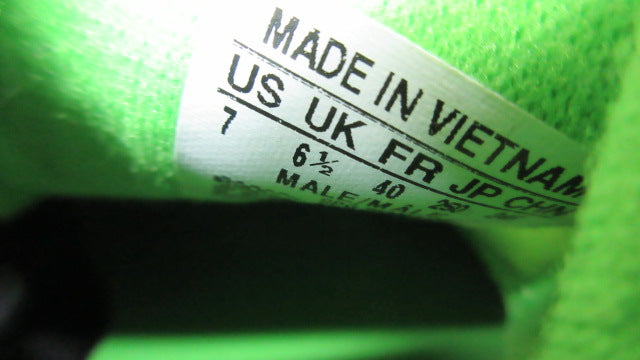 MADE IN VIETNAM
US UK FR JP CHN
7 6½ 40
MALE/MAL